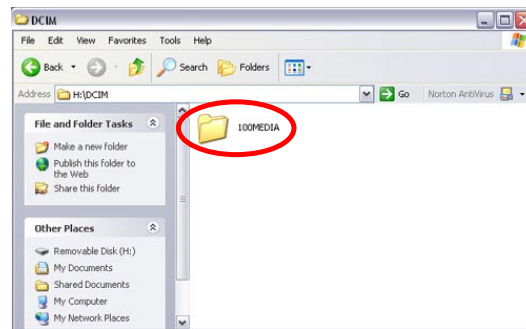 DCIM
File Edit View Favorites Tools Help
Back Search Folders
Address H:\DCIM Go Norton AntiVirus
File and Folder Tasks
Make a new folder
Publish this folder to
the Web
Share this folder
Other Places
Removable Disk (H:)
My Documents
Shared Documents
My Computer
My Network Places
100MEDIA